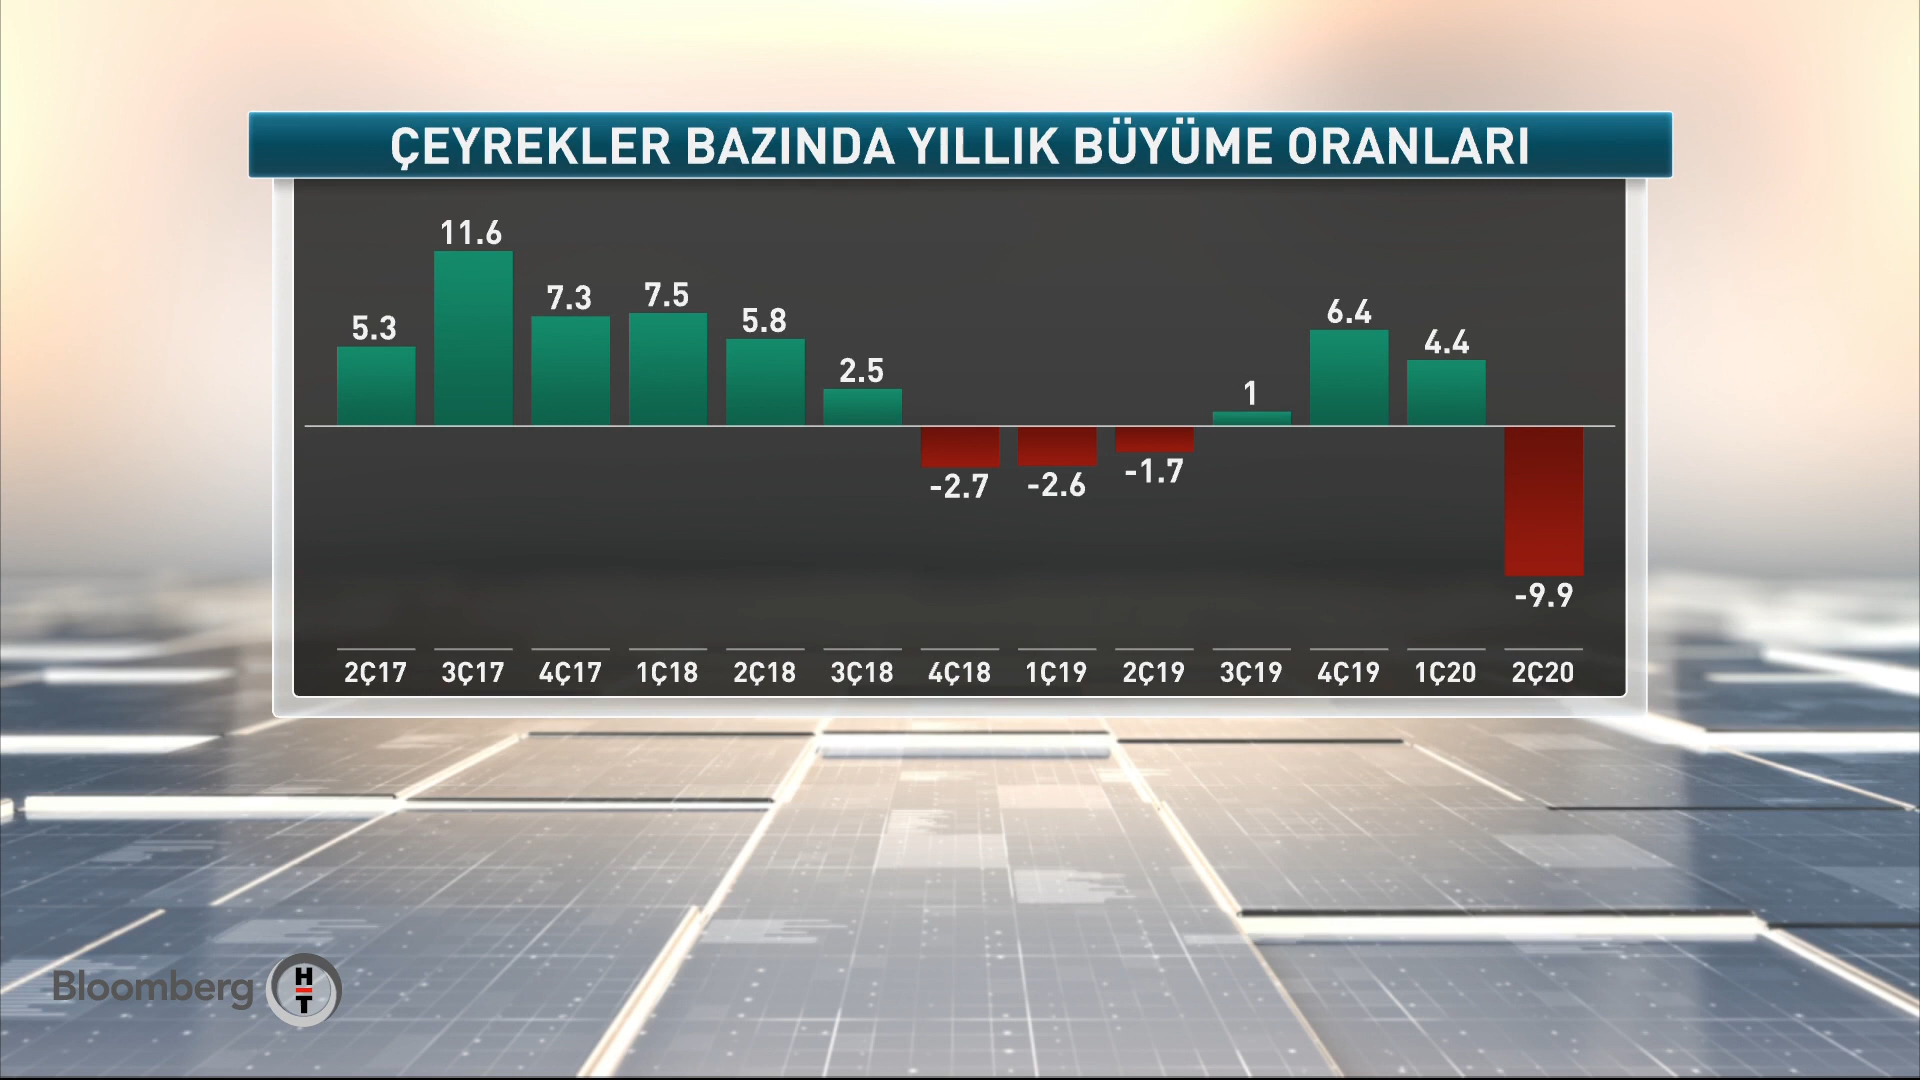 ÇEYREKLER BAZINDA YILLIK BÜYÜME ORANLARI
5.3 11.6 7.3 7.5 5.8 2.5 -2.7 -2.6 -1.7 1 6.4 4.4 -9.9
2Ç17 3Ç17 4Ç17 1Ç18 2Ç18 3Ç18 4Ç18 1Ç19 2Ç19 3Ç19 4Ç19 1Ç20 2Ç20
Bloomberg HT